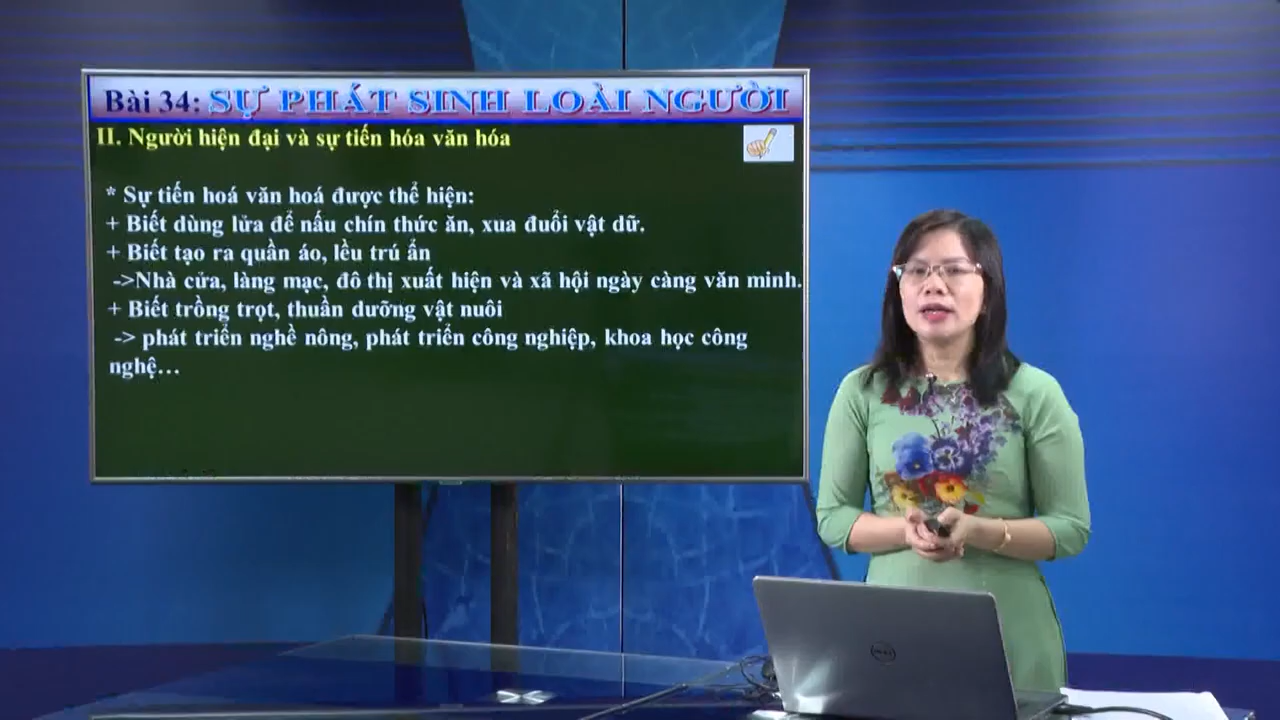 Bài 34: SỰ PHÁT SINH LOÀI NGƯỜI
II. Người hiện đại và sự tiến hóa văn hóa
* Sự tiến hoá văn hoá được thể hiện:
+ Biết dùng lửa để nấu chín thức ăn, xua đuổi vật dữ.
+ Biết tạo ra quần áo, lều trú ẩn
->Nhà cửa, làng mạc, đô thị xuất hiện và xã hội ngày càng văn minh.
+ Biết trồng trọt, thuần dưỡng vật nuôi
-> phát triển nghề nông, phát triển công nghiệp, khoa học công
nghệ…
DELL